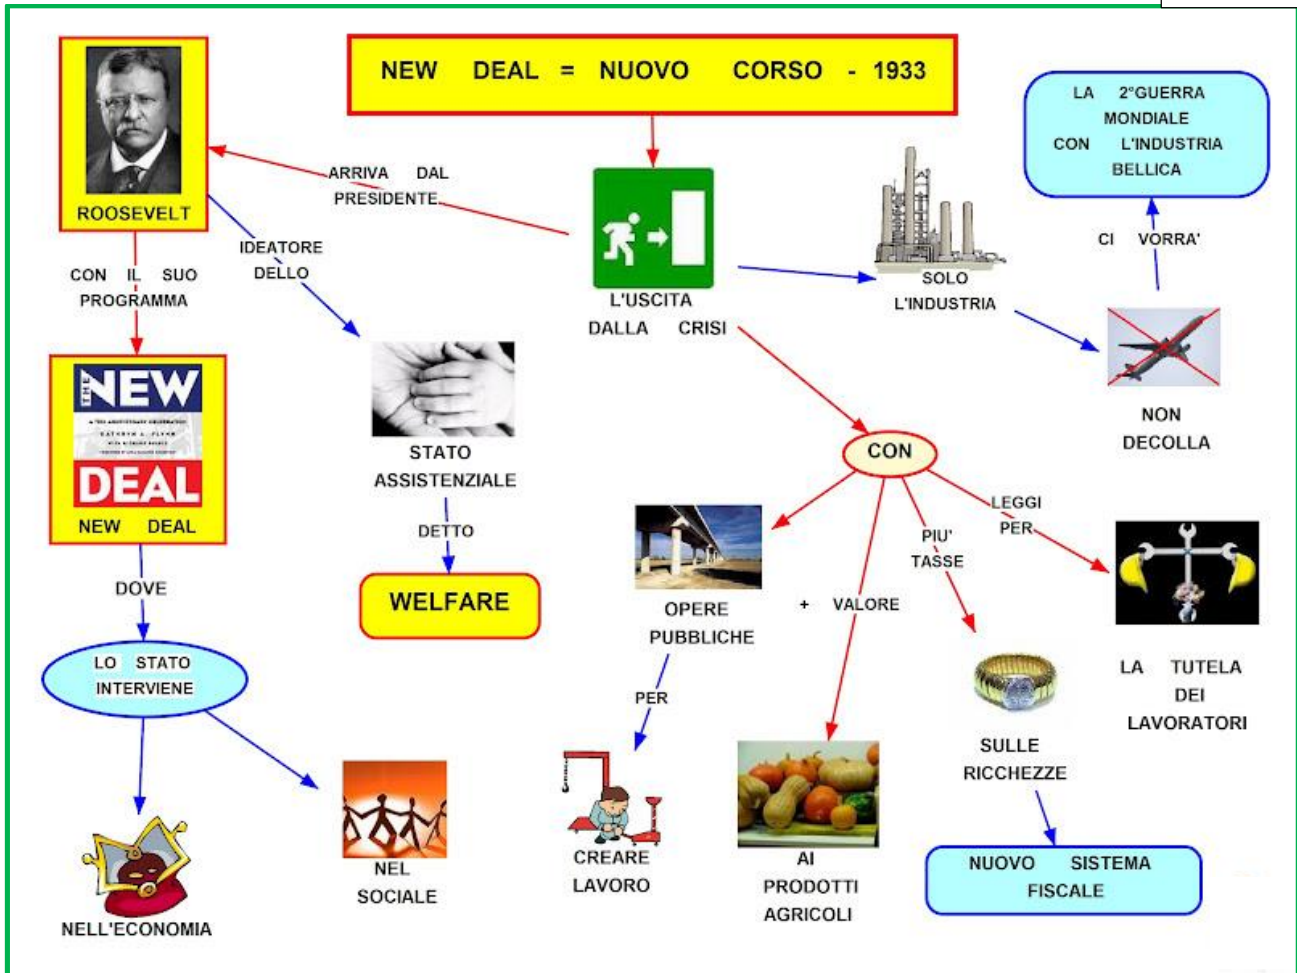 NEW DEAL = NUOVO CORSO - 1933
ROOSEVELT
ARRIVA DAL
PRESIDENTE
L'USCITA
DALLA CRISI
SOLO
L'INDUSTRIA
NON
DECOLLA
CI VORRA'
LA 2°GUERRA
MONDIALE
CON L'INDUSTRIA
BELLICA
CON IL SUO
PROGRAMMA
IDEATORE
DELLO
STATO
ASSISTENZIALE
DETTO
WELFARE
THE
NEW
DEAL
NEW DEAL
DOVE
LO STATO
INTERVIENE
NELL'ECONOMIA
NEL
SOCIALE
CON
OPERE
PUBBLICHE
PER
CREARE
LAVORO
+ VALORE
AI
PRODOTTI
AGRICOLI
PIU'
TASSE
SULLE
RICCHEZZE
NUOVO SISTEMA
FISCALE
LEGGI
PER
LA TUTELA
DEI
LAVORATORI